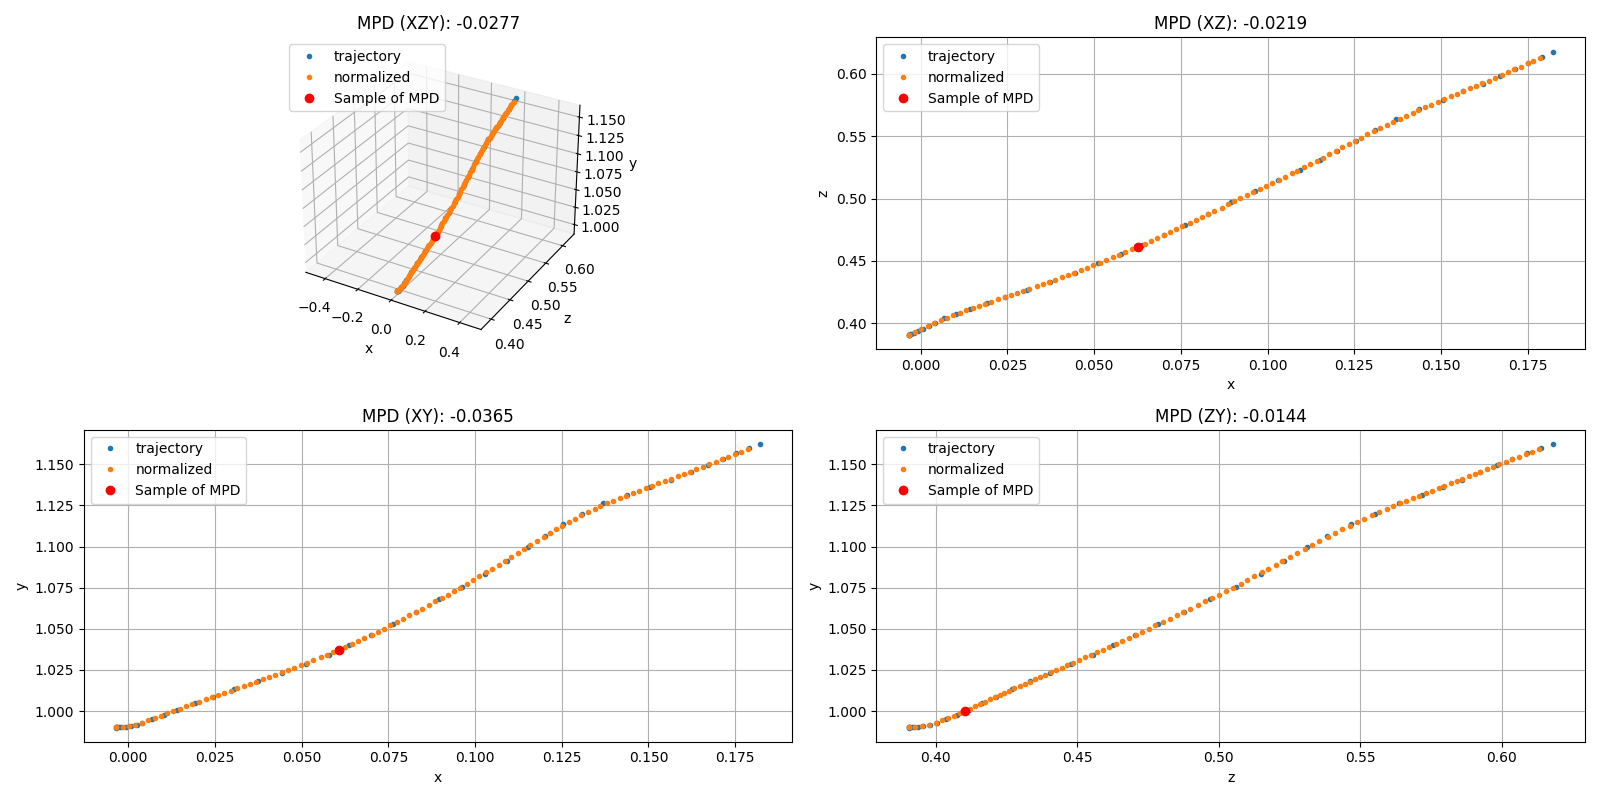 MPD (XZY): -0.0277
trajectory
normalized
Sample of MPD
1.150
1.125
1.100
1.075
1.050
1.025
1.000
y
0.60
0.55
0.50
0.45
0.40
z
−0.4
−0.2
0.0
0.2
0.4
x
MPD (XZ): -0.0219
trajectory
normalized
Sample of MPD
0.60
0.55
0.50
0.45
0.40
z
0.000 0.025 0.050 0.075 0.100 0.125 0.150 0.175
x
MPD (XY): -0.0365
trajectory
normalized
Sample of MPD
1.150
1.125
1.100
1.075
1.050
1.025
1.000
y
0.000 0.025 0.050 0.075 0.100 0.125 0.150 0.175
x
MPD (ZY): -0.0144
trajectory
normalized
Sample of MPD
1.150
1.125
1.100
1.075
1.050
1.025
1.000
y
0.40 0.45 0.50 0.55 0.60
z